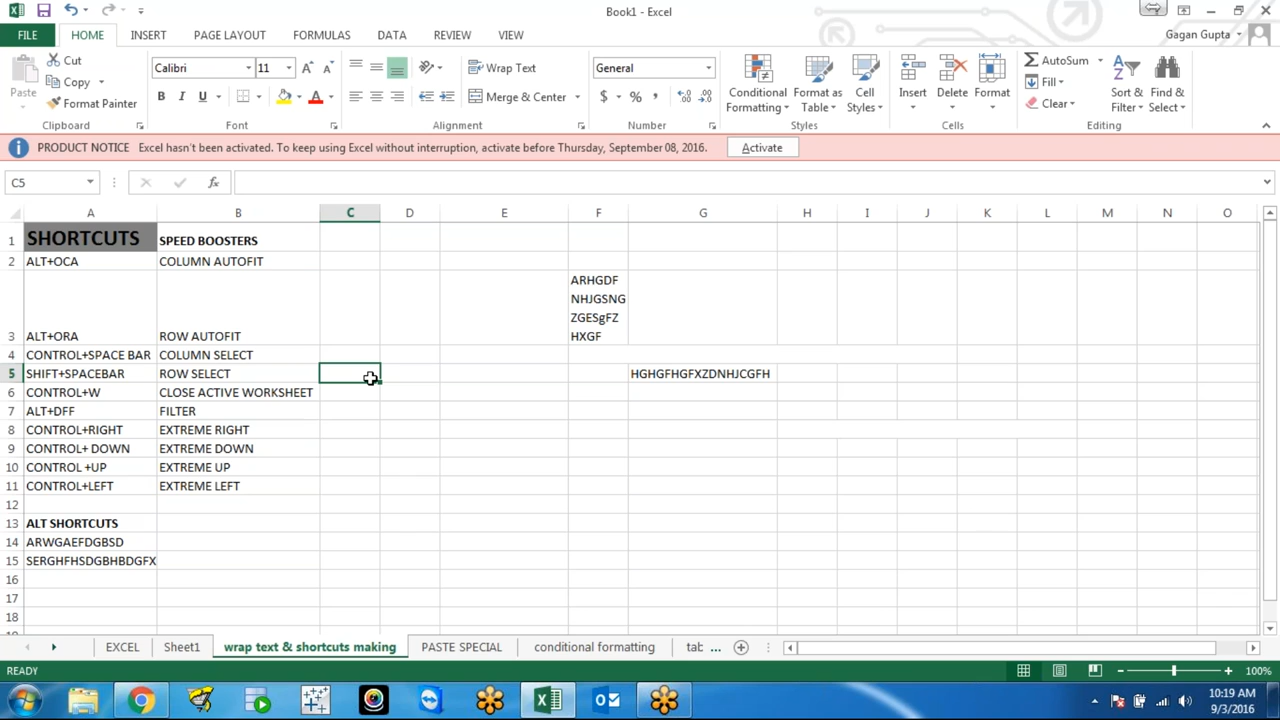 Book1 - Excel
FILE HOME INSERT PAGE LAYOUT FORMULAS DATA REVIEW VIEW Gagan Gupta
Paste Cut Copy Format Painter Clipboard
Calibri 11 B I U A Font
Wrap Text Merge & Center Alignment
General $ % , Number
Conditional Formatting Format as Table Cell Styles Styles
Insert Delete Format Cells
AutoSum Fill Clear Sort & Filter Find & Select Editing
PRODUCT NOTICE Excel hasn't been activated. To keep using Excel without interruption, activate before Thursday, September 08, 2016. Activate
C5 fx
A B C D E F G H I J K L M N O
1 SHORTCUTS SPEED BOOSTERS
2 ALT+OCA COLUMN AUTOFIT
ARHGDF
NHJGSNG
ZGESgFZ
3 ALT+ORA ROW AUTOFIT HXGF
4 CONTROL+SPACE BAR COLUMN SELECT
5 SHIFT+SPACEBAR ROW SELECT HGHGFHGFXZDNHJCGFH
6 CONTROL+W CLOSE ACTIVE WORKSHEET
7 ALT+DFF FILTER
8 CONTROL+RIGHT EXTREME RIGHT
9 CONTROL+ DOWN EXTREME DOWN
10 CONTROL +UP EXTREME UP
11 CONTROL+LEFT EXTREME LEFT
12
13 ALT SHORTCUTS
14 ARWGAEFDGBSD
15 SERGHFHSDGBHBDGFX
16
17
18
EXCEL Sheet1 wrap text & shortcuts making PASTE SPECIAL conditional formatting tab ...
READY 100%
10:19 AM
9/3/2016